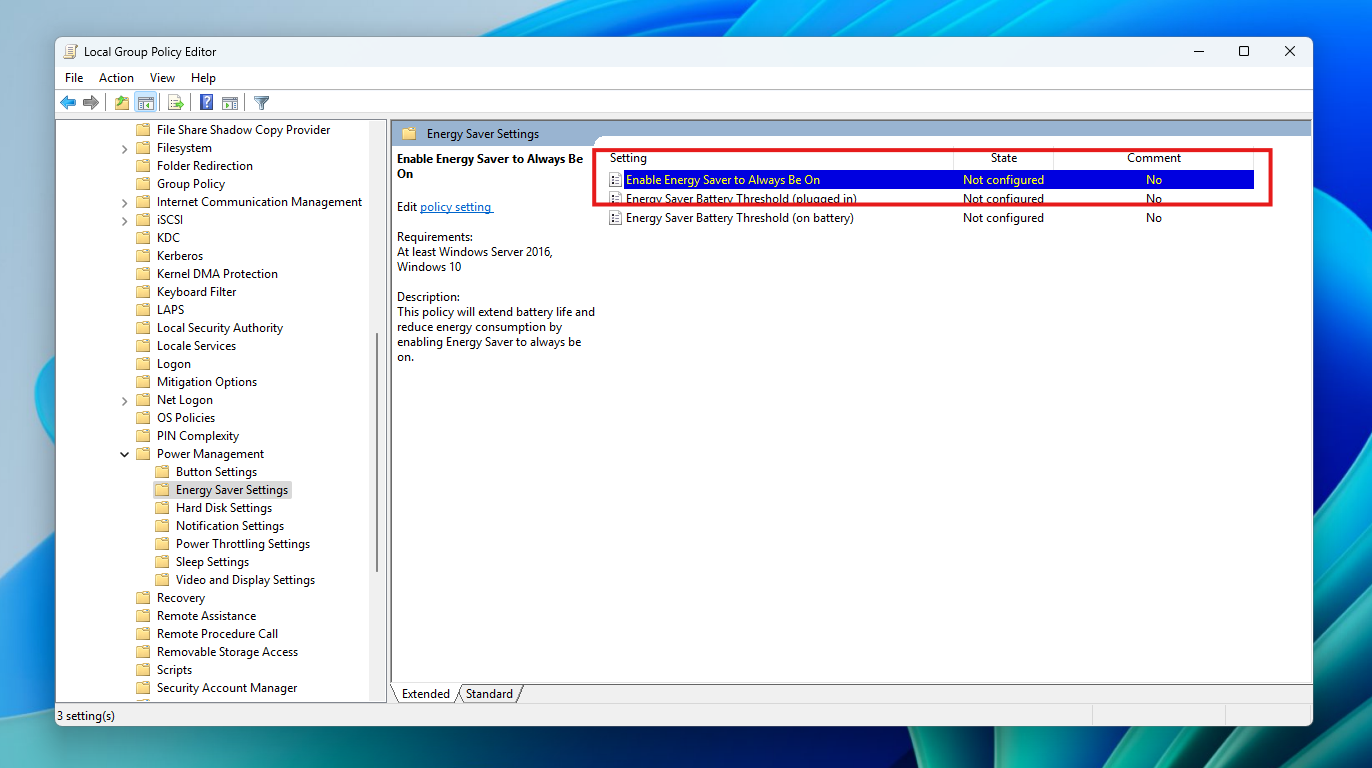 Local Group Policy Editor
File Action View Help
File Share Shadow Copy Provider
Filesystem
Folder Redirection
Group Policy
Internet Communication Management
iSCSI
KDC
Kerberos
Kernel DMA Protection
Keyboard Filter
LAPS
Local Security Authority
Locale Services
Logon
Mitigation Options
Net Logon
OS Policies
PIN Complexity
Power Management
Button Settings
Energy Saver Settings
Hard Disk Settings
Notification Settings
Power Throttling Settings
Sleep Settings
Video and Display Settings
Recovery
Remote Assistance
Remote Procedure Call
Removable Storage Access
Scripts
Security Account Manager
Energy Saver Settings
Enable Energy Saver to Always Be
On
Edit policy setting
Requirements:
At least Windows Server 2016,
Windows 10
Description:
This policy will extend battery life and
reduce energy consumption by
enabling Energy Saver to always be
on.
Setting State Comment
Enable Energy Saver to Always Be On Not configured No
Energy Saver Battery Threshold (plugged in) Not configured No
Energy Saver Battery Threshold (on battery) Not configured No
Extended Standard
3 setting(s)